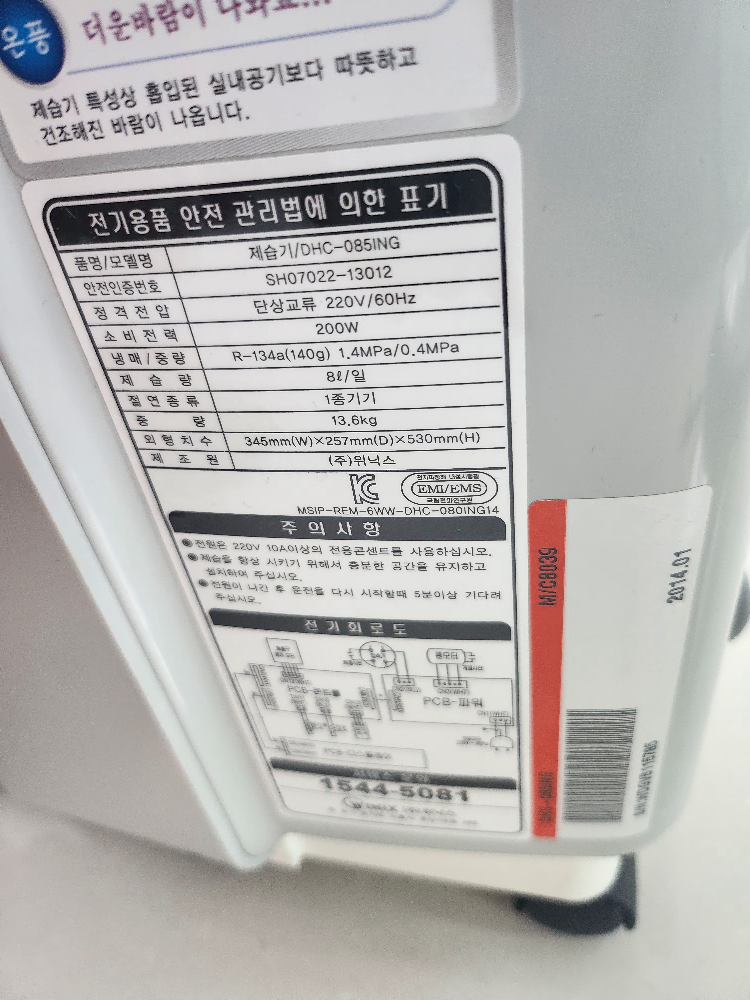 온풍
더운바람이 나와요...
제습기 특성상 흡입된 실내공기보다 따뜻하고
건조해진 바람이 나옵니다.
전기용품 안전 관리법에 의한 표기
품명/모델명 제습기/DHC-085ING
안전인증번호 SH07022-13012
정격전압 단상교류 220V/60Hz
소비전력 200W
냉매/중량 R-134a(140g) 1.4MPa/0.4MPa
제습량 8ℓ/일
절연종류 1종기기
중량 13.6kg
외형치수 345mm(W)×257mm(D)×530mm(H)
제조원 (주)위닉스
EMI/EMS
MSIP-REM-6WW-DHC-080ING14
주의사항
전원은 220V 10A이상의 전용콘센트를 사용하십시오.
제습을 향상 시키기 위해서 충분한 공간을 유지하고
설치하여 주십시오.
전원이 나간 후 운전을 다시 시작할때 5분이상 기다려
주십시오.
전기회로도
PCB-콘트롤
PCB-파워
1544-5081
M/C8039
2014.01